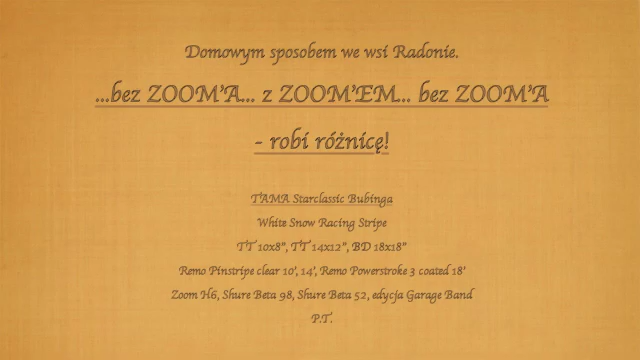 Domowym sposobem we wsi Radonie.
...bez ZOOM'A... z ZOOM'EM... bez ZOOM'A
- robi różnicę!
TAMA Starclassic Bubinga
White Snow Racing Stripe
TT 10x8", TT 14x12", BD 18x18"
Remo Pinstripe clear 10', 14', Remo Powerstroke 3 coated 18'
Zoom H6, Shure Beta 98, Shure Beta 52, edycja Garage Band
P.T.